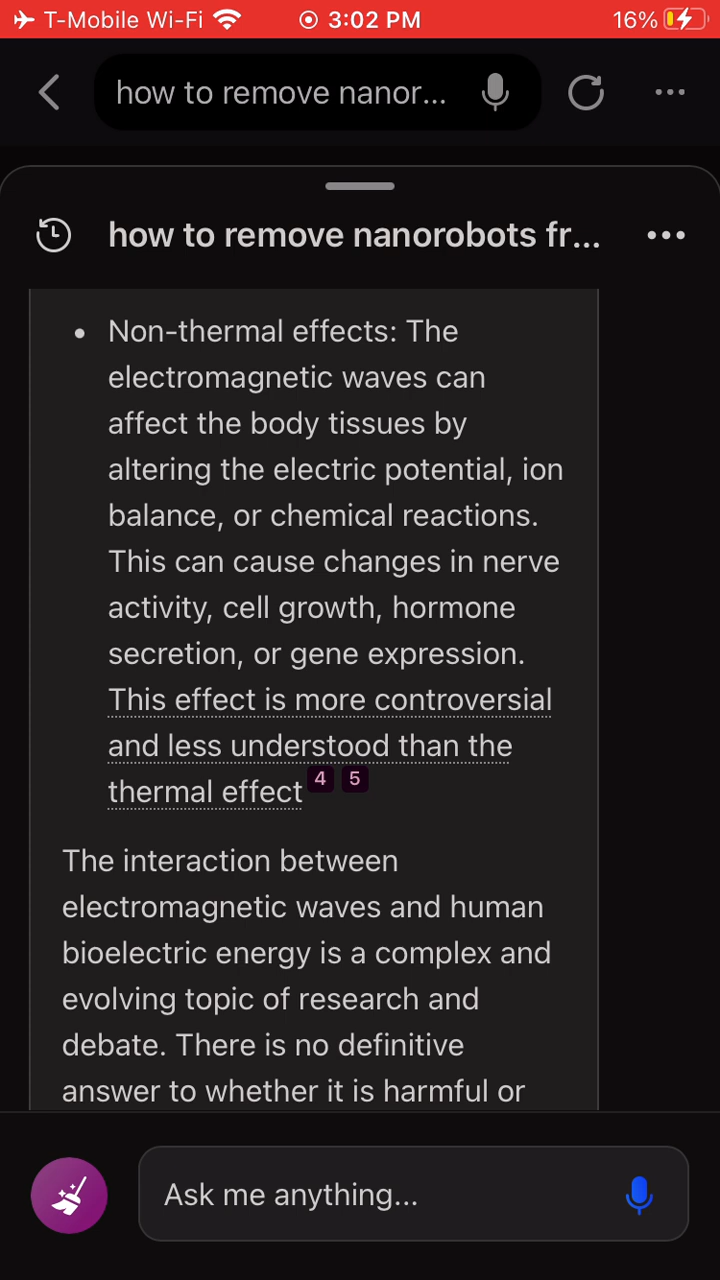 T-Mobile Wi-Fi 3:02 PM 16%
how to remove nanor...
how to remove nanorobots fr...
• Non-thermal effects: The
electromagnetic waves can
affect the body tissues by
altering the electric potential, ion
balance, or chemical reactions.
This can cause changes in nerve
activity, cell growth, hormone
secretion, or gene expression.
This effect is more controversial
and less understood than the
thermal effect 4 5
The interaction between
electromagnetic waves and human
bioelectric energy is a complex and
evolving topic of research and
debate. There is no definitive
answer to whether it is harmful or
Ask me anything...